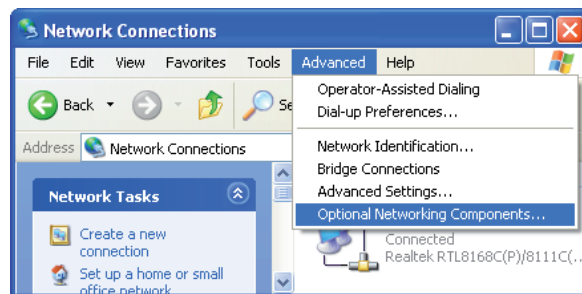 Network Connections
File Edit View Favorites Tools Advanced Help
Back
Address Network Connections
Operator-Assisted Dialing
Dial-up Preferences...
Network Identification...
Bridge Connections
Advanced Settings...
Optional Networking Components...
Network Tasks
Create a new
connection
Set up a home or small
office network
Connected
Realtek RTL8168C(P)/8111C(...